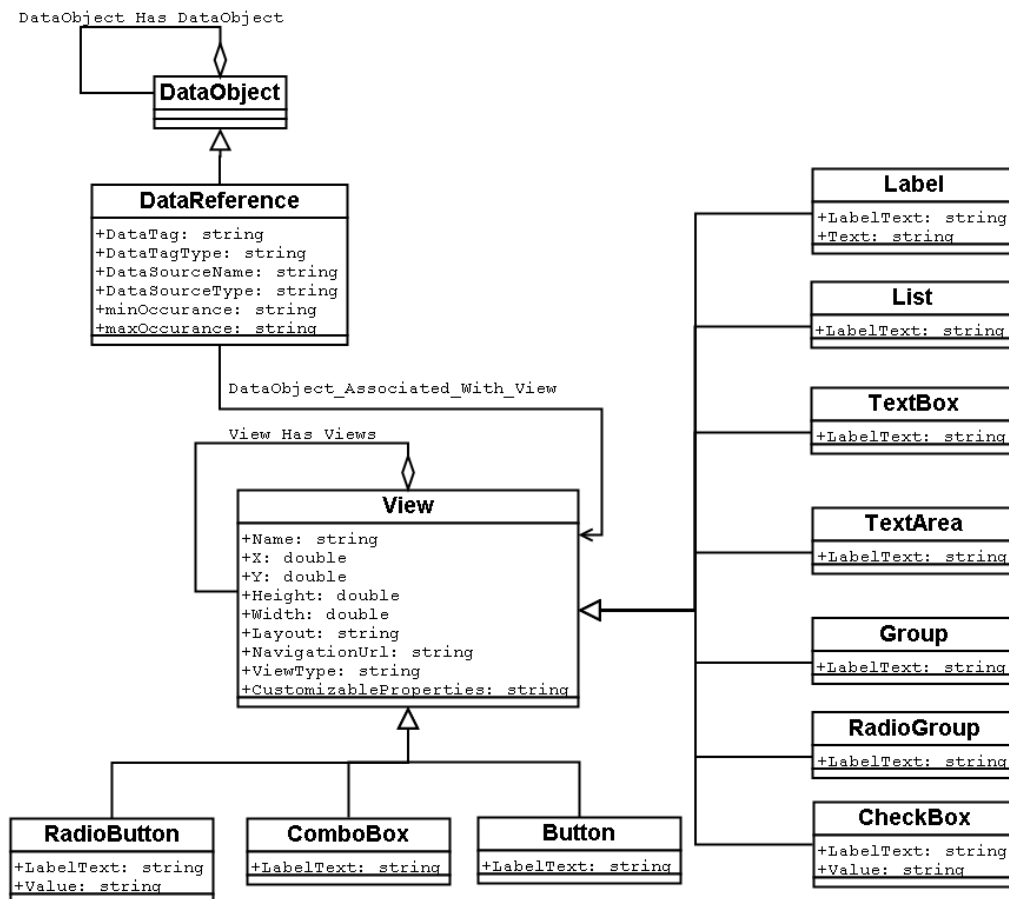 DataObject Has DataObject
DataObject
DataReference
+DataTag: string
+DataTagType: string
+DataSourceName: string
+DataSourceType: string
+minOccurance: string
+maxOccurance: string
DataObject_Associated_With_View
View Has Views
View
+Name: string
+X: double
+Y: double
+Height: double
+Width: double
+Layout: string
+NavigationUrl: string
+ViewType: string
+CustomizableProperties: string
RadioButton
+LabelText: string
+Value: string
ComboBox
+LabelText: string
Button
+LabelText: string
Label
+LabelText: string
+Text: string
List
+LabelText: string
TextBox
+LabelText: string
TextArea
+LabelText: string
Group
+LabelText: string
RadioGroup
+LabelText: string
CheckBox
+LabelText: string
+Value: string